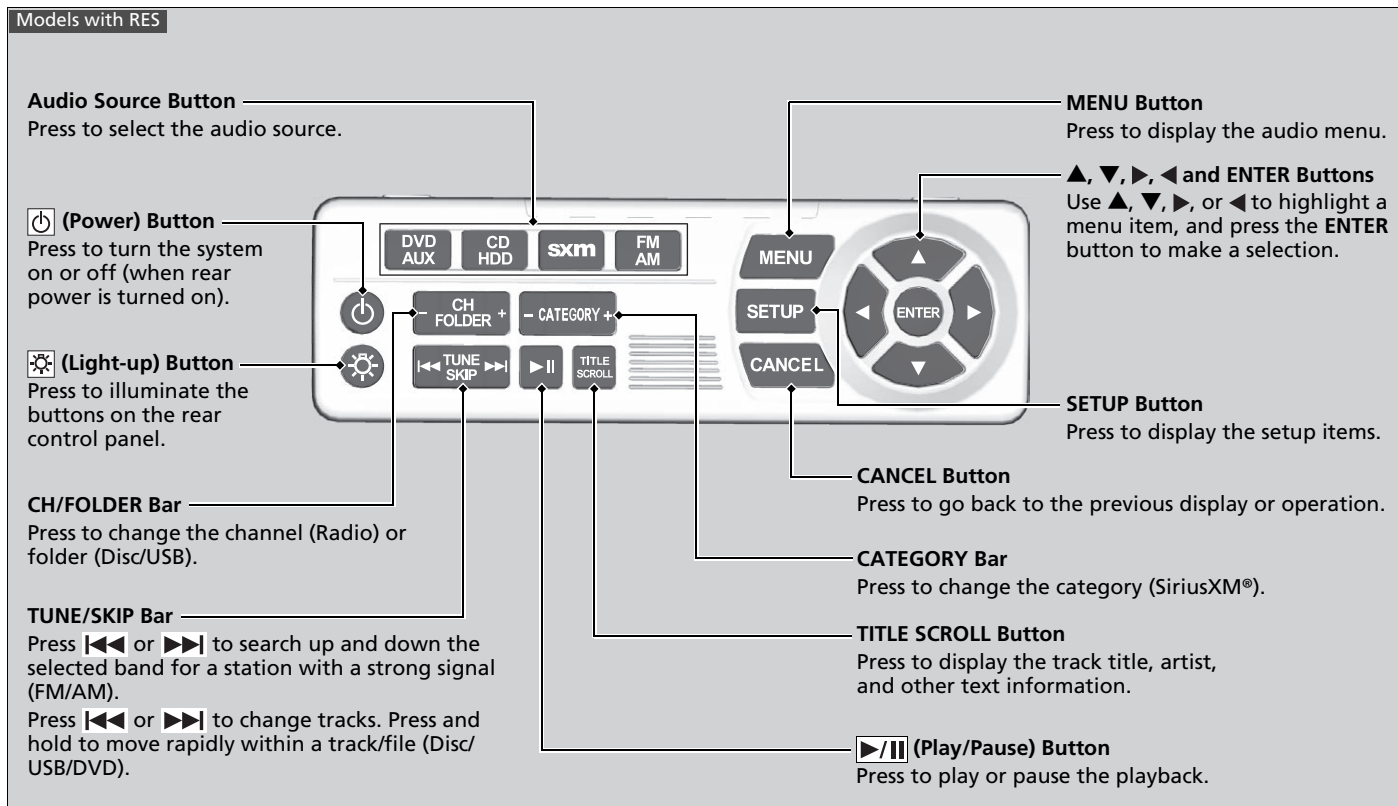 Models with RES
Audio Source Button
Press to select the audio source.
(Power) Button
Press to turn the system
on or off (when rear
power is turned on).
(Light-up) Button
Press to illuminate the
buttons on the rear
control panel.
CH/FOLDER Bar
Press to change the channel (Radio) or
folder (Disc/USB).
TUNE/SKIP Bar
Press |◀◀ or ▶▶| to search up and down the
selected band for a station with a strong signal
(FM/AM).
Press |◀◀ or ▶▶| to change tracks. Press and
hold to move rapidly within a track/file (Disc/
USB/DVD).
DVD
AUX
CD
HDD
sxm
FM
AM
- CH
FOLDER +
- CATEGORY +
|◀◀ TUNE ▶▶|
SKIP
▶||
TITLE
SCROLL
MENU
SETUP
CANCEL
▲
◀ ENTER ▶
▼
MENU Button
Press to display the audio menu.
▲, ▼, ▶, ◀ and ENTER Buttons
Use ▲, ▼, ▶, or ◀ to highlight a
menu item, and press the ENTER
button to make a selection.
SETUP Button
Press to display the setup items.
CANCEL Button
Press to go back to the previous display or operation.
CATEGORY Bar
Press to change the category (SiriusXM®).
TITLE SCROLL Button
Press to display the track title, artist,
and other text information.
▶/|| (Play/Pause) Button
Press to play or pause the playback.